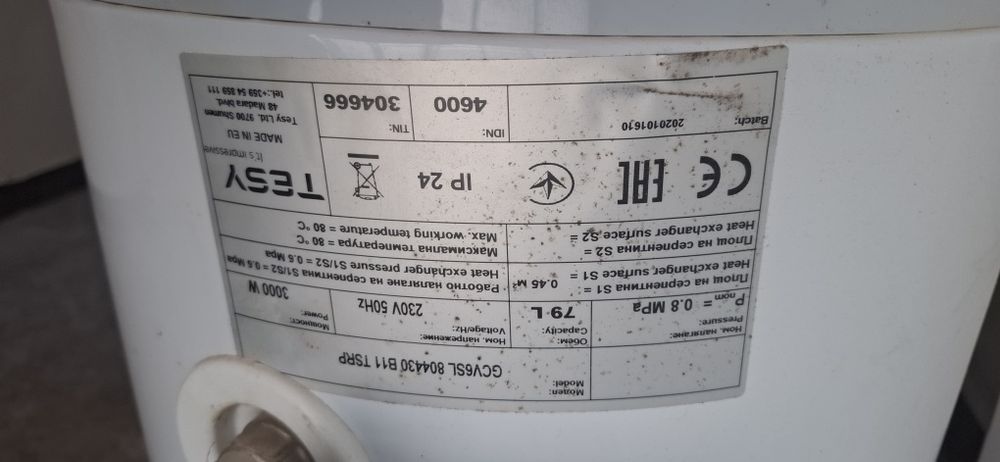 Модел:
Model:
GCV6SL 804430 B11 TSRP
Ном. налягане:
Pressure:
Pnom = 0.8 MPa
Обем:
Capacity:
79 L
Ном. напрежение:
Voltage/Hz:
230V 50Hz
Мощност:
Power:
3000 W
Площ на серпентина S1 =
Heat exchanger surface S1 =
0.45 м²
Работно налягане на серпентина S1/S2 = 0.6 Mpa
Heat exchanger pressure S1/S2 = 0.6 Mpa
Площ на серпентина S2 =
Heat exchanger surface S2 =
Максимална температура = 80 °C
Max. working temperature = 80 °C
CE EAC
IP 24
TESY
It's impressive
Batch:
2020101610
IDN:
4600
TIN:
304666
MADE IN EU
Tesy Ltd. 9700 Shumen
48 Madara blvd.
tel.:+359 54 859 111